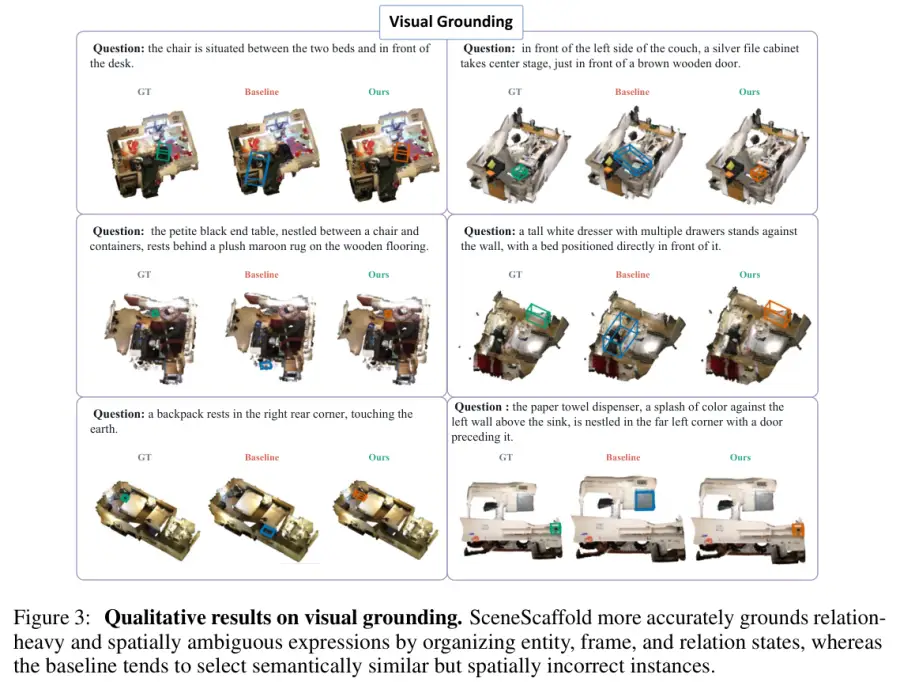 Visual Grounding
Question: the chair is situated between the two beds and in front of
the desk.
GT Baseline Ours
Question: in front of the left side of the couch, a silver file cabinet
takes center stage, just in front of a brown wooden door.
GT Baseline Ours
Question: the petite black end table, nestled between a chair and
containers, rests behind a plush maroon rug on the wooden flooring.
GT Baseline Ours
Question: a tall white dresser with multiple drawers stands against
the wall, with a bed positioned directly in front of it.
GT Baseline Ours
Question: a backpack rests in the right rear corner, touching the
earth.
GT Baseline Ours
Question : the paper towel dispenser, a splash of color against the
left wall above the sink, is nestled in the far left corner with a door
preceding it.
GT Baseline Ours
Figure 3: Qualitative results on visual grounding. SceneScaffold more accurately grounds relation-
heavy and spatially ambiguous expressions by organizing entity, frame, and relation states, whereas
the baseline tends to select semantically similar but spatially incorrect instances.